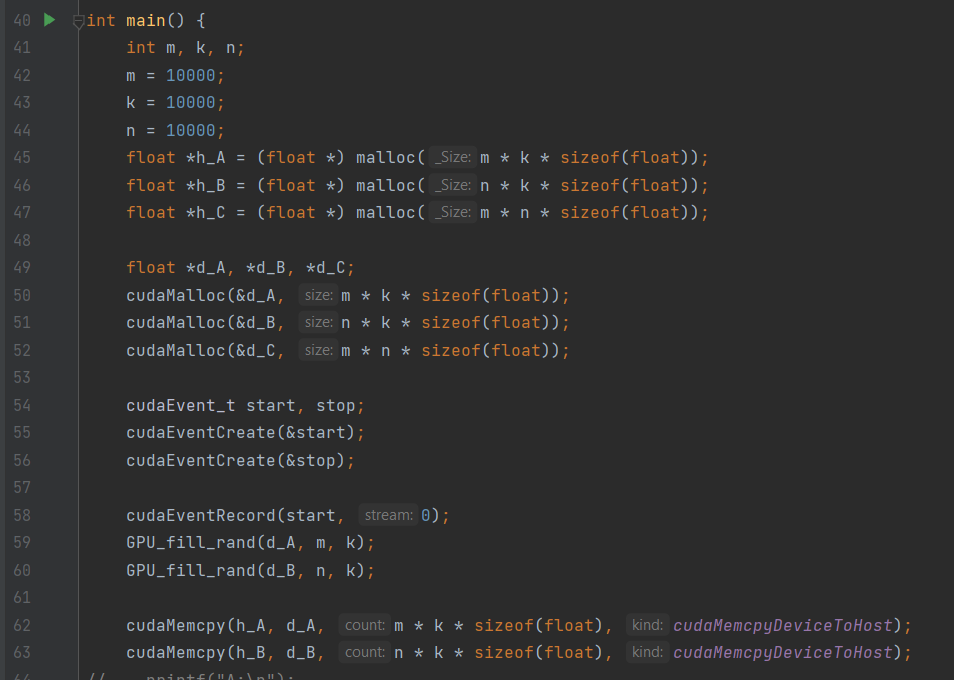 40 int main() {
41 int m, k, n;
42 m = 10000;
43 k = 10000;
44 n = 10000;
45 float *h_A = (float *) malloc( _Size: m * k * sizeof(float));
46 float *h_B = (float *) malloc( _Size: n * k * sizeof(float));
47 float *h_C = (float *) malloc( _Size: m * n * sizeof(float));
48
49 float *d_A, *d_B, *d_C;
50 cudaMalloc(&d_A, size: m * k * sizeof(float));
51 cudaMalloc(&d_B, size: n * k * sizeof(float));
52 cudaMalloc(&d_C, size: m * n * sizeof(float));
53
54 cudaEvent_t start, stop;
55 cudaEventCreate(&start);
56 cudaEventCreate(&stop);
57
58 cudaEventRecord(start, stream: 0);
59 GPU_fill_rand(d_A, m, k);
60 GPU_fill_rand(d_B, n, k);
61
62 cudaMemcpy(h_A, d_A, count: m * k * sizeof(float), kind: cudaMemcpyDeviceToHost);
63 cudaMemcpy(h_B, d_B, count: n * k * sizeof(float), kind: cudaMemcpyDeviceToHost);
64 // printf("A:\n");